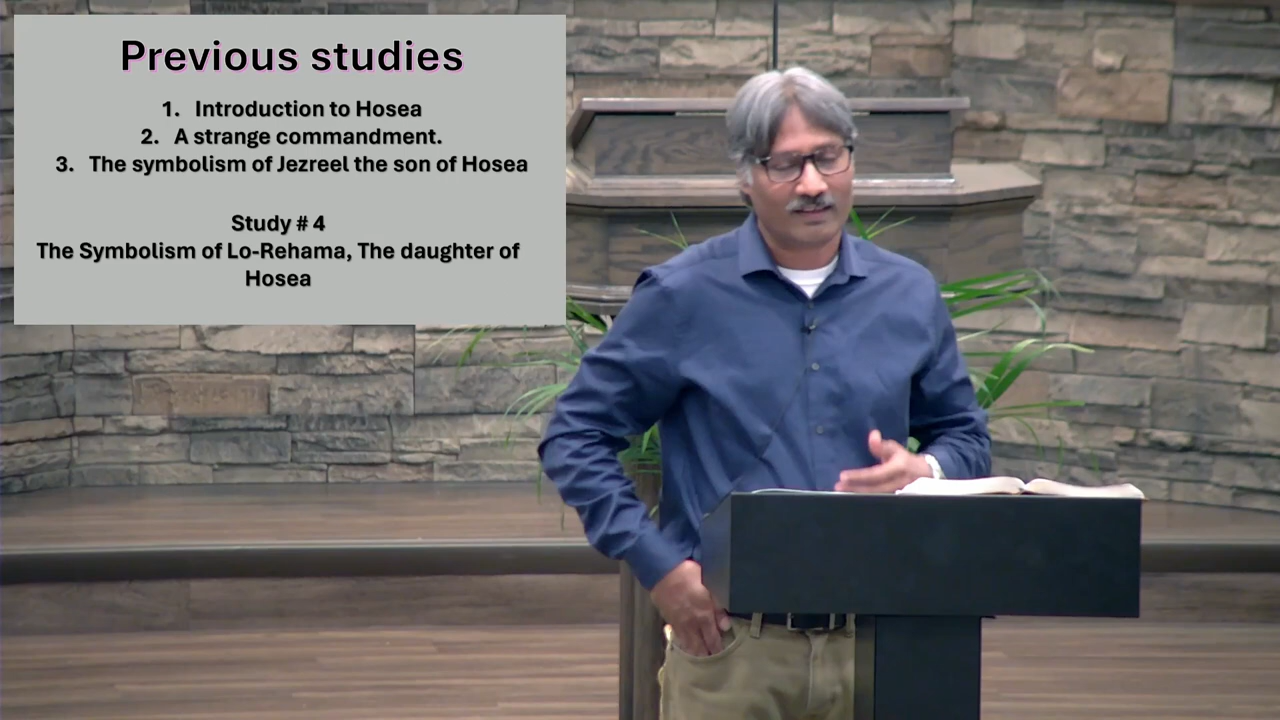 Previous studies
1. Introduction to Hosea
2. A strange commandment.
3. The symbolism of Jezreel the son of Hosea
Study # 4
The Symbolism of Lo-Rehama, The daughter of
Hosea